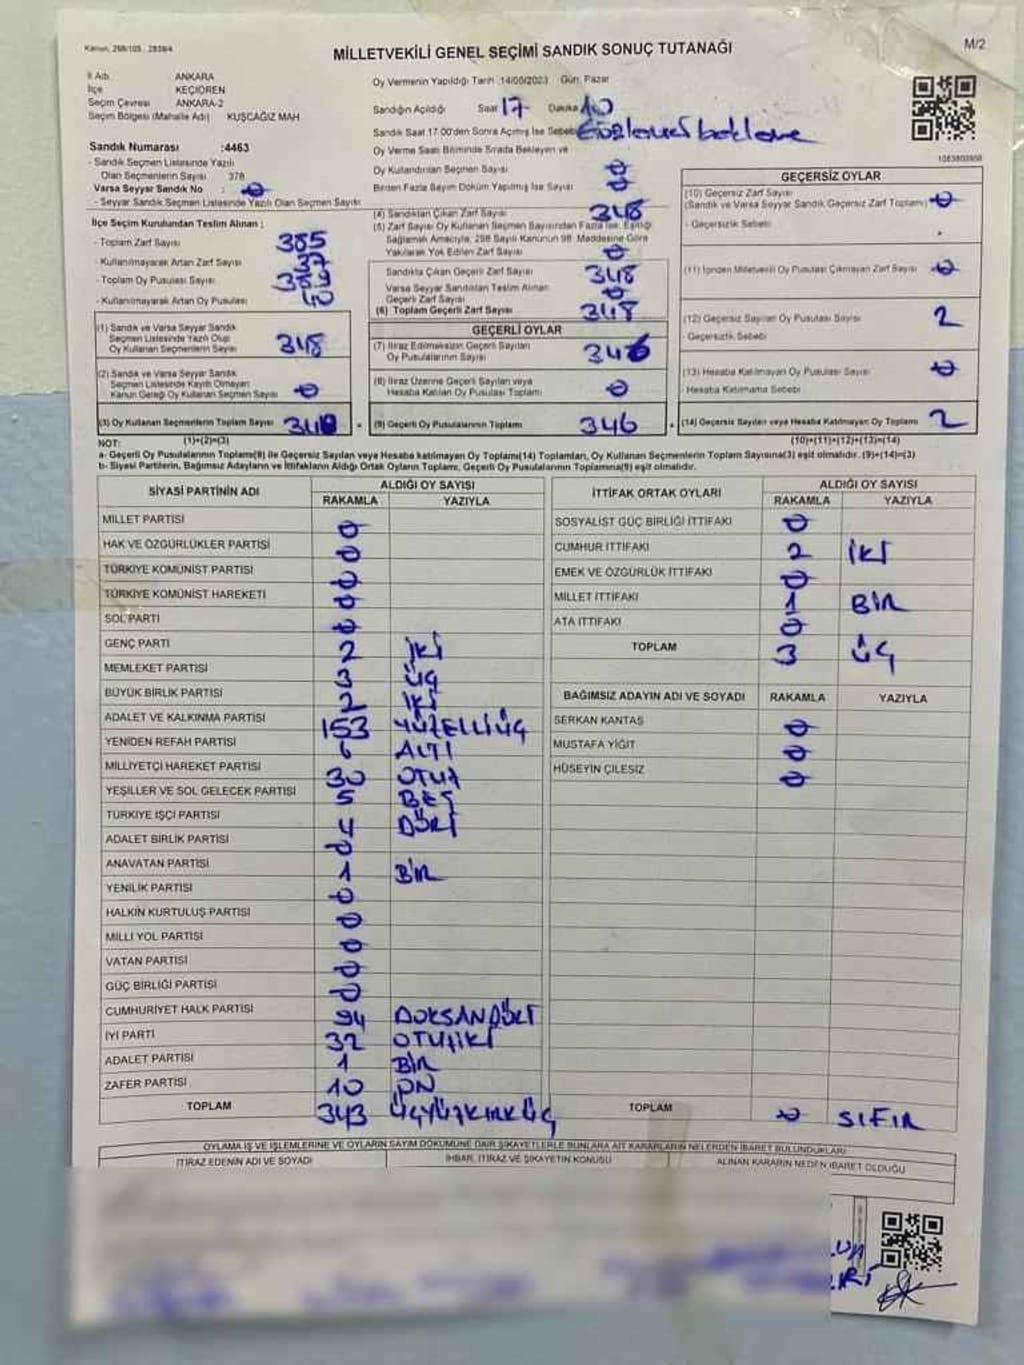 Kanun: 298/105 - 2839/4
MİLLETVEKİLİ GENEL SEÇİMİ SANDIK SONUÇ TUTANAĞI
M/2
İl Adı ANKARA
İlçe KEÇİÖREN
Seçim Çevresi ANKARA-2
Seçim Bölgesi (Mahalle Adı) KUŞCAĞIZ MAH
Sandık Numarası :4463
- Sandık Seçmen Listesinde Yazılı
Olan Seçmenlerin Sayısı 378
Varsa Seyyar Sandık No : 0
- Seyyar Sandık Seçmen Listesinde Yazılı Olan Seçmen Sayısı
Oy Vermenin Yapıldığı Tarih :14/05/2023 Gün: Pazar
Sandığın Açıldığı Saat 17 Dakika 10
Sandık Saat 17.00'den Sonra Açılmış İse Sebebi
Oy Verme Saati Bitiminde Sırada Bekleyen ve
Oy Kullandırılan Seçmen Sayısı 0
Birden Fazla Sayım Döküm Yapılmış İse Sayısı 0
1083803956
İlçe Seçim Kurulundan Teslim Alınan :
- Toplam Zarf Sayısı 385
- Kullanılmayarak Artan Zarf Sayısı 37
- Toplam Oy Pusulası Sayısı 389
- Kullanılmayarak Artan Oy Pusulası 40
(1) Sandık ve Varsa Seyyar Sandık
Seçmen Listesinde Yazılı Olup
Oy Kullanan Seçmenlerin Sayısı 348
(2) Sandık ve Varsa Seyyar Sandık
Seçmen Listesinde Kayıtlı Olmayan
Kanun Gereği Oy Kullanan Seçmen Sayısı 0
(3) Oy Kullanan Seçmenlerin Toplam Sayısı 348
(4) Sandıktan Çıkan Zarf Sayısı 348
(5) Zarf Sayısı Oy Kullanan Seçmen Sayısından Fazla İse; Eşitliği
Sağlamak Amacıyla, 298 Sayılı Kanunun 98. Maddesine Göre
Yakılarak Yok Edilen Zarf Sayısı 0
Sandıkta Çıkan Geçerli Zarf Sayısı 348
Varsa Seyyar Sandıktan Teslim Alınan
Geçerli Zarf Sayısı 0
(6) Toplam Geçerli Zarf Sayısı 348
GEÇERLİ OYLAR
(7) İtiraz Edilmeksizin Geçerli Sayılan
Oy Pusulalarının Sayısı 346
(8) İtiraz Üzerine Geçerli Sayılan veya
Hesaba Katılan Oy Pusulası Toplamı 0
(9) Geçerli Oy Pusulalarının Toplamı 346
GEÇERSİZ OYLAR
(10) Geçersiz Zarf Sayısı
(Sandık ve Varsa Seyyar Sandık Geçersiz Zarf Toplamı) 0
- Geçersizlik Sebebi
(11) İçinden Milletvekili Oy Pusulası Çıkmayan Zarf Sayısı 0
(12) Geçersiz Sayılan Oy Pusulası Sayısı 2
- Geçersizlik Sebebi
(13) Hesaba Katılmayan Oy Pusulası Sayısı 0
- Hesaba Katılmama Sebebi
(14) Geçersiz Sayılan veya Hesaba Katılmayan Oy Toplamı 2
NOT: (1)+(2)=(3) (10)+(11)+(12)+(13)=(14)
a- Geçerli Oy Pusulalarının Toplamı(9) ile Geçersiz Sayılan veya Hesaba katılmayan Oy Toplamı(14) Toplamları, Oy Kullanan Seçmenlerin Toplam Sayısına(3) eşit olmalıdır. (9)+(14)=(3)
b- Siyasi Partilerin, Bağımsız Adayların ve İttifakların Aldığı Ortak Oyların Toplamı, Geçerli Oy Pusulalarının Toplamına(9) eşit olmalıdır.
SİYASİ PARTİNİN ADI ALDIĞI OY SAYISI
RAKAMLA YAZIYLA
MİLLET PARTİSİ 0
HAK VE ÖZGÜRLÜKLER PARTİSİ 0
TÜRKİYE KOMÜNİST PARTİSİ 0
TÜRKİYE KOMÜNİST HAREKETİ 0
SOL PARTİ 0
GENÇ PARTİ 2 İKİ
MEMLEKET PARTİSİ 3 ÜÇ
BÜYÜK BİRLİK PARTİSİ 2 İKİ
ADALET VE KALKINMA PARTİSİ 153 YÜZELLİÜÇ
YENİDEN REFAH PARTİSİ 6 ALTI
MİLLİYETÇİ HAREKET PARTİSİ 30 OTUZ
YEŞİLLER VE SOL GELECEK PARTİSİ 5 BEŞ
TÜRKİYE İŞÇİ PARTİSİ 4 DÖRT
ADALET BİRLİK PARTİSİ 0
ANAVATAN PARTİSİ 1 BİR
YENİLİK PARTİSİ 0
HALKIN KURTULUŞ PARTİSİ 0
MİLLİ YOL PARTİSİ 0
VATAN PARTİSİ 0
GÜÇ BİRLİĞİ PARTİSİ 0
CUMHURİYET HALK PARTİSİ 94 DOKSANDÖRT
İYİ PARTİ 32 OTUZİKİ
ADALET PARTİSİ 1 BİR
ZAFER PARTİSİ 10 ON
TOPLAM 343 ÜÇYÜZKIRKÜÇ
İTTİFAK ORTAK OYLARI ALDIĞI OY SAYISI
RAKAMLA YAZIYLA
SOSYALİST GÜÇ BİRLİĞİ İTTİFAKI 0
CUMHUR İTTİFAKI 2 İKİ
EMEK VE ÖZGÜRLÜK İTTİFAKI 0
MİLLET İTTİFAKI 1 BİR
ATA İTTİFAKI 0
TOPLAM 3 ÜÇ
BAĞIMSIZ ADAYIN ADI VE SOYADI RAKAMLA YAZIYLA
SERKAN KANTAŞ 0
MUSTAFA YİĞİT 0
HÜSEYİN ÇİLESİZ 0
TOPLAM 0 SIFIR
OYLAMA İŞ VE İŞLEMLERİNE VE OYLARIN SAYIM DÖKÜMÜNE DAİR ŞİKAYETLERLE BUNLARA AİT KARARLARIN NELERDEN İBARET BULUNDUKLARI
İTİRAZ EDENİN ADI VE SOYADI İHBAR, İTİRAZ VE ŞİKAYETİN KONUSU ALINAN KARARIN NEDEN İBARET OLDUĞU